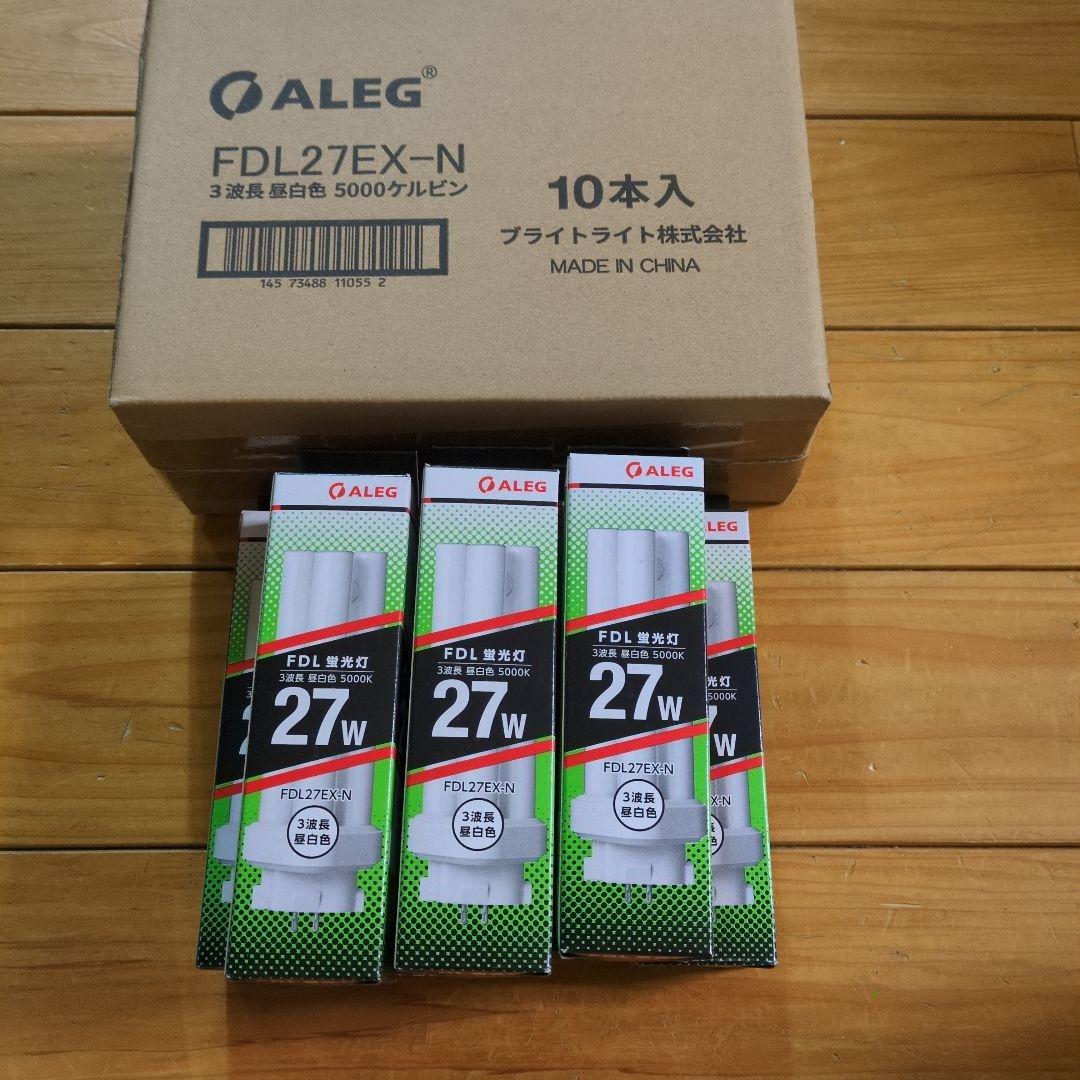 ALEG®
FDL27EX-N
3波長 昼白色 5000ケルビン
145 73488 11055 2
10本入
ブライトライト株式会社
MADE IN CHINA
ALEG
FDL 蛍光灯
3波長 昼白色 5000K
27W
FDL27EX-N
3波長
昼白色
ALEG
FDL 蛍光灯
3波長 昼白色 5000K
27W
FDL27EX-N
3波長
昼白色
ALEG
FDL 蛍光灯
3波長 昼白色 5000K
27W
FDL27EX-N
3波長
昼白色
LEG
光灯
5000K
7W
EX-N